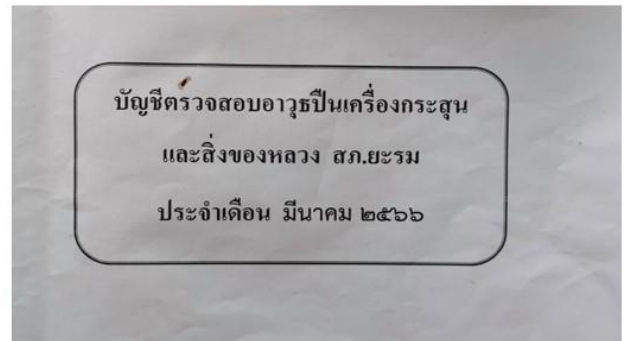 บัญชีตรวจสอบอาวุธปืนเครื่องกระสุน
และสิ่งของหลวง สภ.ยะรม
ประจำเดือน มีนาคม ๒๕๖๖